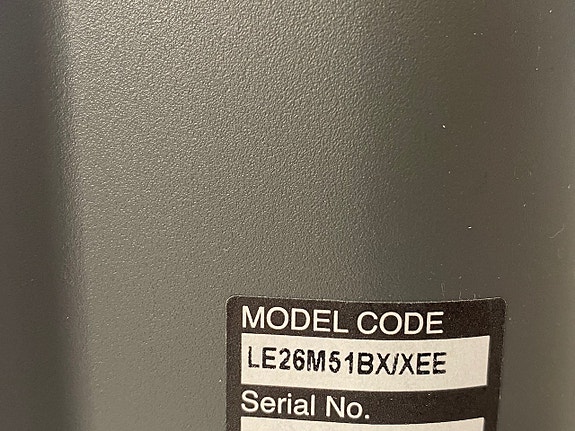 MODEL CODE
LE26M51BX/XEE
Serial No.